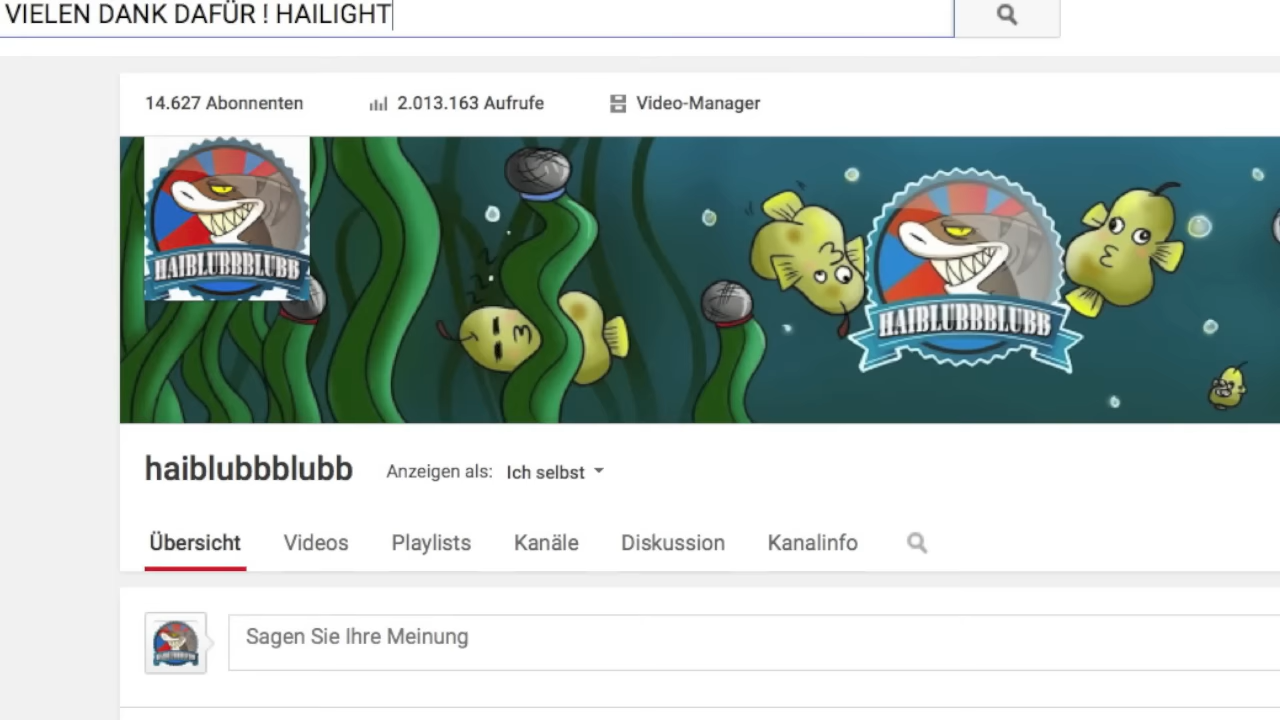 VIELEN DANK DAFÜR ! HAILIGHT
14.627 Abonnenten 2.013.163 Aufrufe Video-Manager
HAIBLUBBBLUBB
HAIBLUBBBLUBB
haiblubbblubb Anzeigen als: Ich selbst
Übersicht Videos Playlists Kanäle Diskussion Kanalinfo
Sagen Sie Ihre Meinung